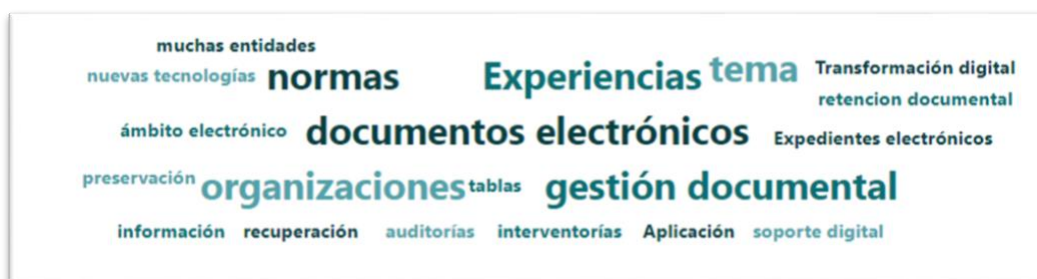 muchas entidades
nuevas tecnologías normas Experiencias tema Transformación digital
retencion documental
ámbito electrónico documentos electrónicos Expedientes electrónicos
preservación organizaciones tablas gestión documental
información recuperación auditorías interventorías Aplicación soporte digital